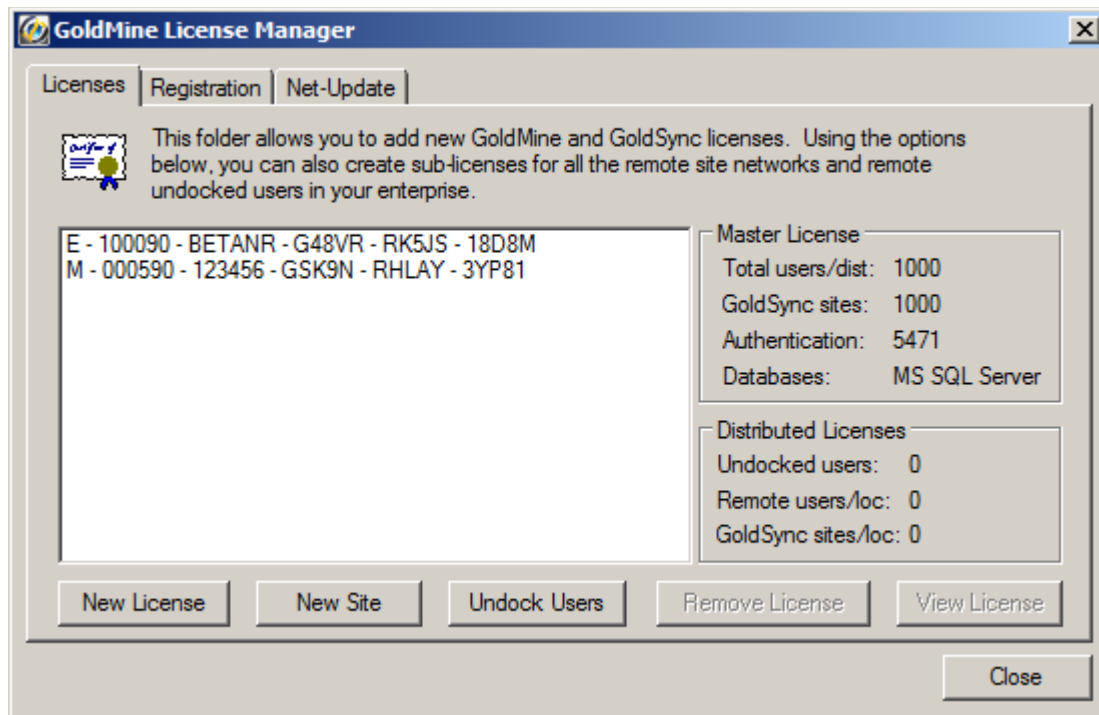 GoldMine License Manager
Licenses Registration Net-Update
This folder allows you to add new GoldMine and GoldSync licenses. Using the options
below, you can also create sub-licenses for all the remote site networks and remote
undocked users in your enterprise.
E - 100090 - BETANR - G48VR - RK5JS - 18D8M
M - 000590 - 123456 - GSK9N - RHLAY - 3YP81
Master License
Total users/dist: 1000
GoldSync sites: 1000
Authentication: 5471
Databases: MS SQL Server
Distributed Licenses
Undocked users: 0
Remote users/loc: 0
GoldSync sites/loc: 0
New License New Site Undock Users Remove License View License
Close